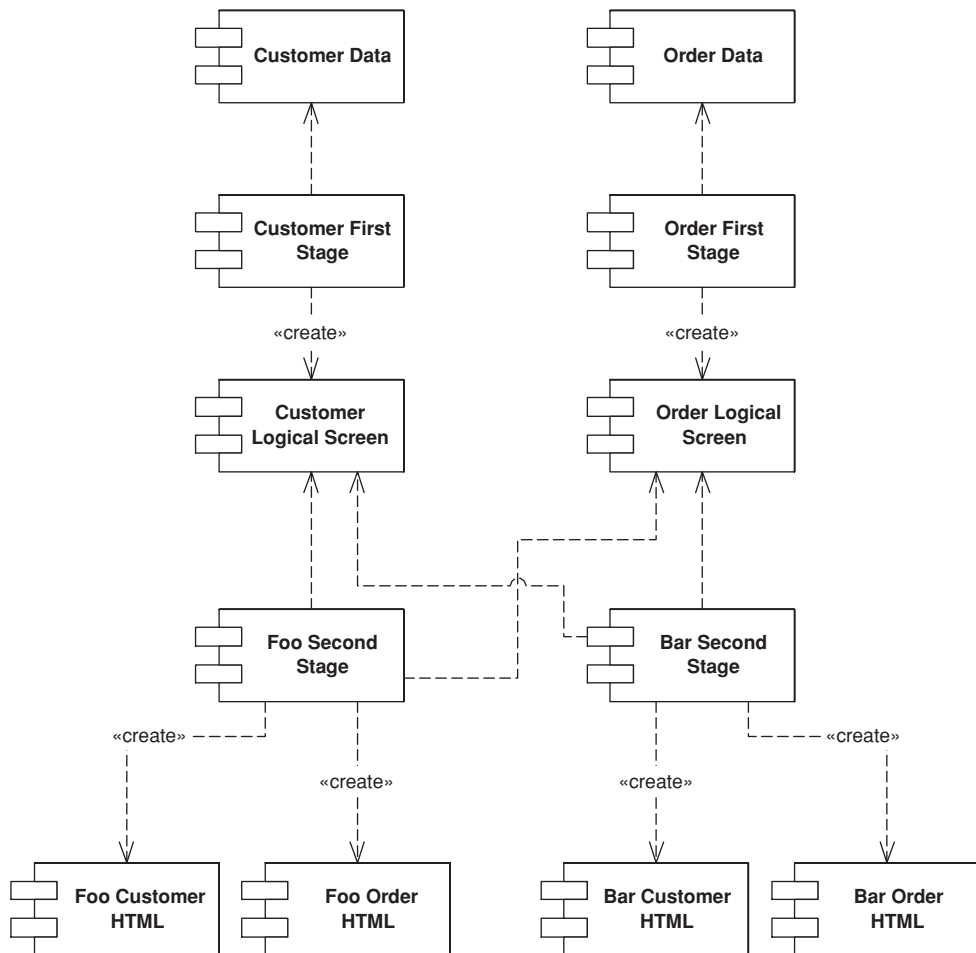 Customer Data
Order Data
Customer First
Stage
Order First
Stage
«create»
«create»
Customer
Logical Screen
Order Logical
Screen
Foo Second
Stage
Bar Second
Stage
«create»
«create»
«create»
«create»
Foo Customer
HTML
Foo Order
HTML
Bar Customer
HTML
Bar Order
HTML